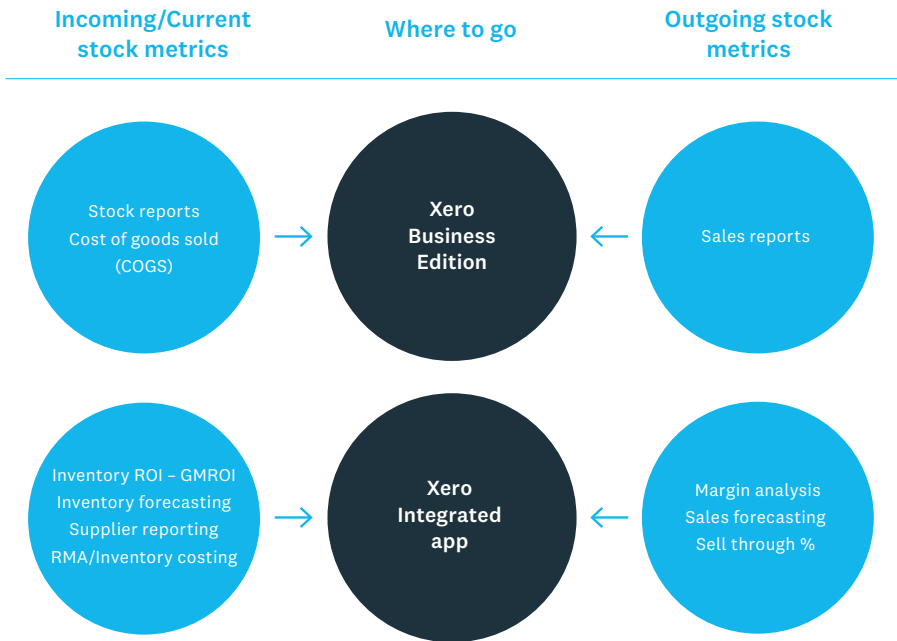 Incoming/Current
stock metrics
Where to go
Outgoing stock
metrics
Stock reports
Cost of goods sold
(COGS)
Xero
Business
Edition
Sales reports
Inventory ROI – GMROI
Inventory forecasting
Supplier reporting
RMA/Inventory costing
Xero
Integrated
app
Margin analysis
Sales forecasting
Sell through %